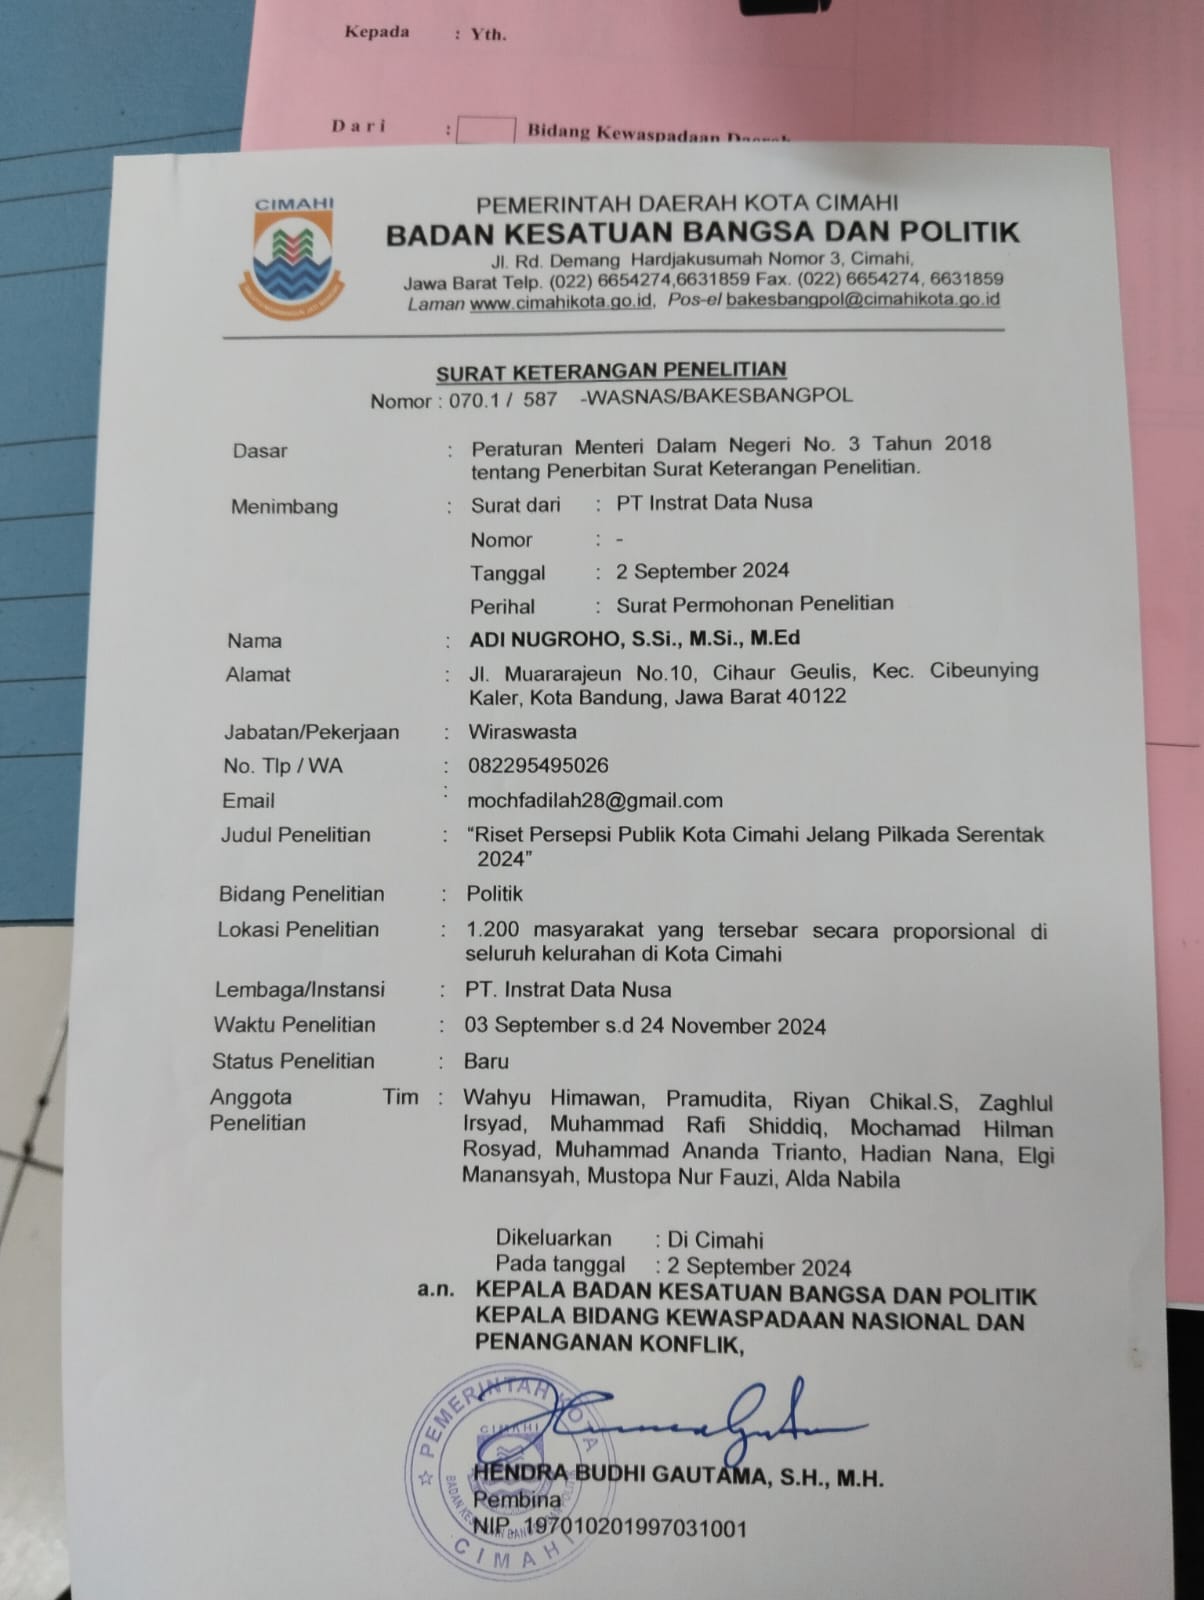 Kepada : Yth.
Dari : Bidang Kewaspadaan Daerah
CIMAHI
PEMERINTAH DAERAH KOTA CIMAHI
BADAN KESATUAN BANGSA DAN POLITIK
Jl. Rd. Demang Hardjakusumah Nomor 3, Cimahi,
Jawa Barat Telp. (022) 6654274,6631859 Fax. (022) 6654274, 6631859
Laman www.cimahikota.go.id, Pos-el bakesbangpol@cimahikota.go.id
SURAT KETERANGAN PENELITIAN
Nomor : 070.1 / 587 -WASNAS/BAKESBANGPOL
Dasar : Peraturan Menteri Dalam Negeri No. 3 Tahun 2018
tentang Penerbitan Surat Keterangan Penelitian.
Menimbang : Surat dari : PT Instrat Data Nusa
Nomor : -
Tanggal : 2 September 2024
Perihal : Surat Permohonan Penelitian
Nama : ADI NUGROHO, S.Si., M.Si., M.Ed
Alamat : Jl. Muararajeun No.10, Cihaur Geulis, Kec. Cibeunying
Kaler, Kota Bandung, Jawa Barat 40122
Jabatan/Pekerjaan : Wiraswasta
No. Tlp / WA : 082295495026
Email : mochfadilah28@gmail.com
Judul Penelitian : “Riset Persepsi Publik Kota Cimahi Jelang Pilkada Serentak
2024”
Bidang Penelitian : Politik
Lokasi Penelitian : 1.200 masyarakat yang tersebar secara proporsional di
seluruh kelurahan di Kota Cimahi
Lembaga/Instansi : PT. Instrat Data Nusa
Waktu Penelitian : 03 September s.d 24 November 2024
Status Penelitian : Baru
Anggota Tim : Wahyu Himawan, Pramudita, Riyan Chikal.S, Zaghlul
Penelitian Irsyad, Muhammad Rafi Shiddiq, Mochamad Hilman
Rosyad, Muhammad Ananda Trianto, Hadian Nana, Elgi
Manansyah, Mustopa Nur Fauzi, Alda Nabila
Dikeluarkan : Di Cimahi
Pada tanggal : 2 September 2024
a.n. KEPALA BADAN KESATUAN BANGSA DAN POLITIK
KEPALA BIDANG KEWASPADAAN NASIONAL DAN
PENANGANAN KONFLIK,
PEMERINTAH KOTA
CIMAHI
BADAN KESATUAN BANGSA DAN POLITIK
CIMAHI
HENDRA BUDHI GAUTAMA, S.H., M.H.
Pembina
NIP 197010201997031001